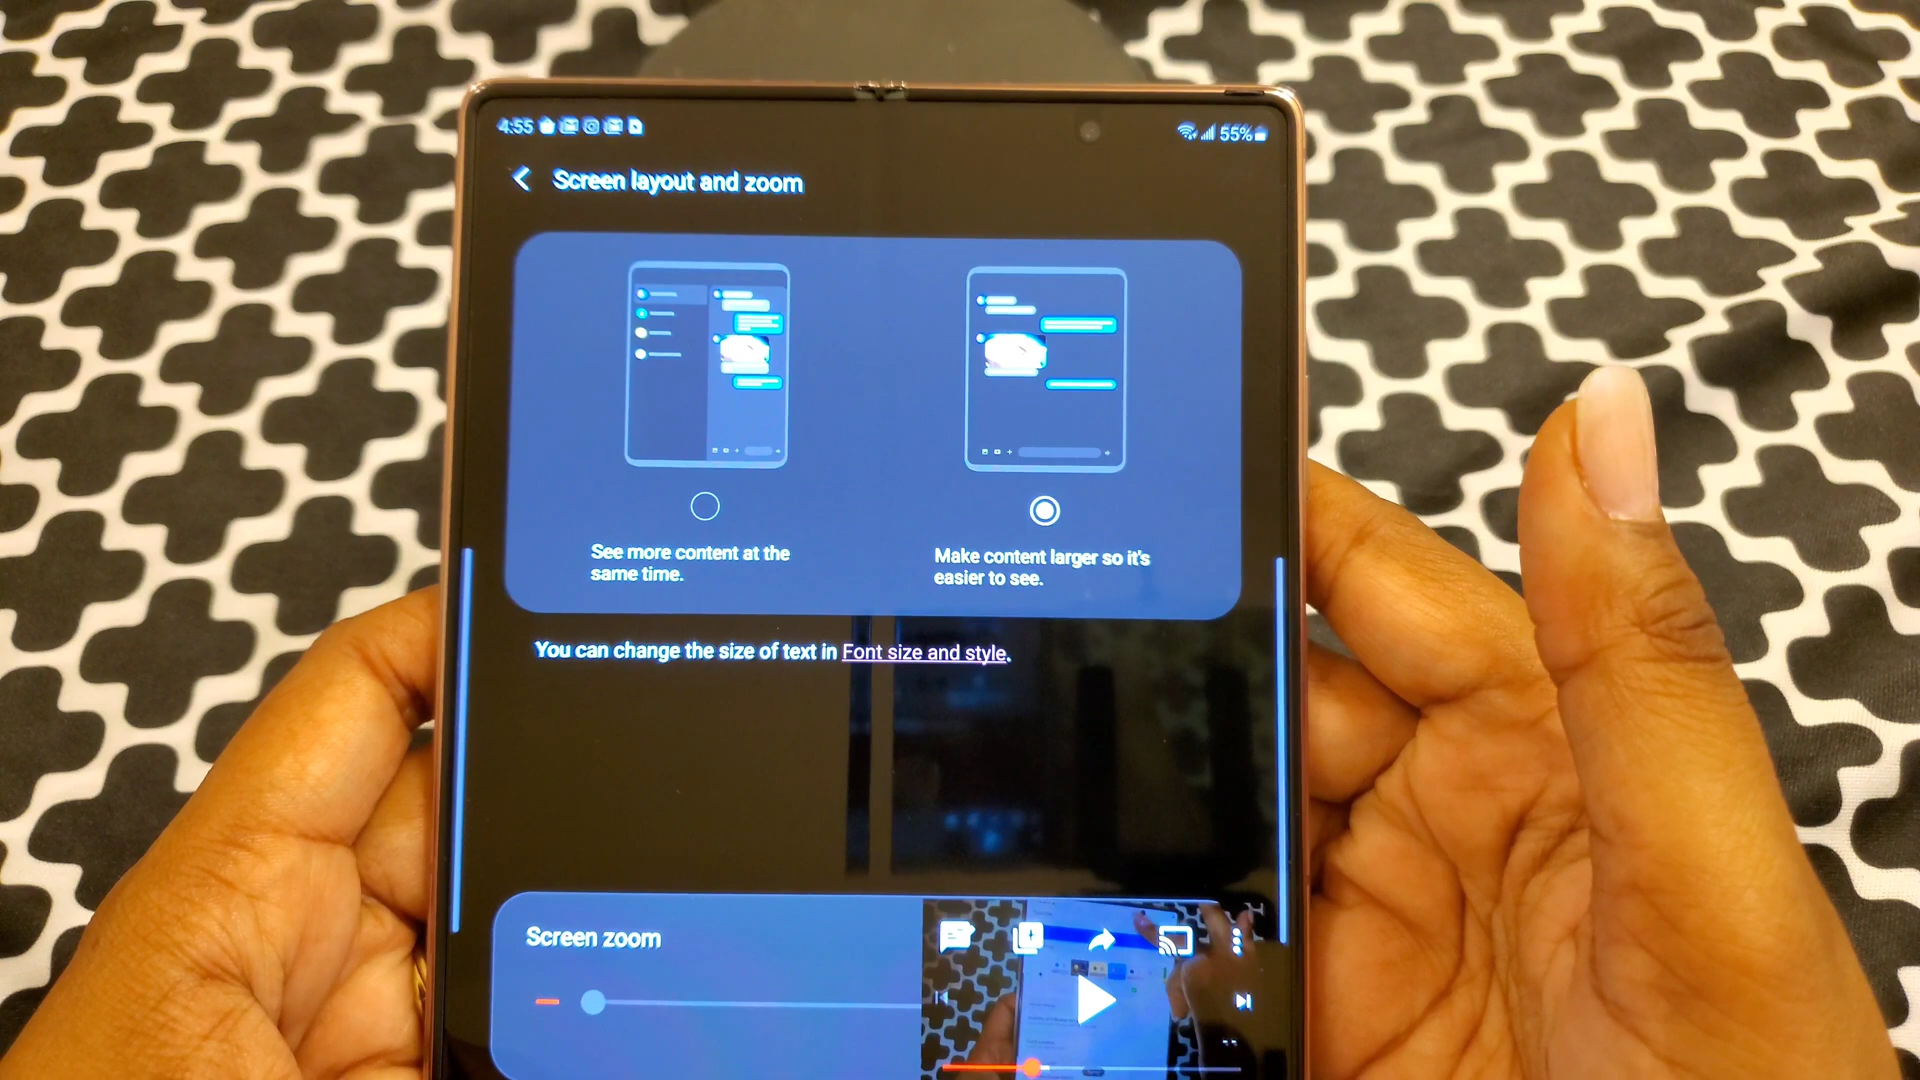 4:55
55%
Screen layout and zoom
See more content at the
same time.
Make content larger so it's
easier to see.
You can change the size of text in Font size and style.
Screen zoom